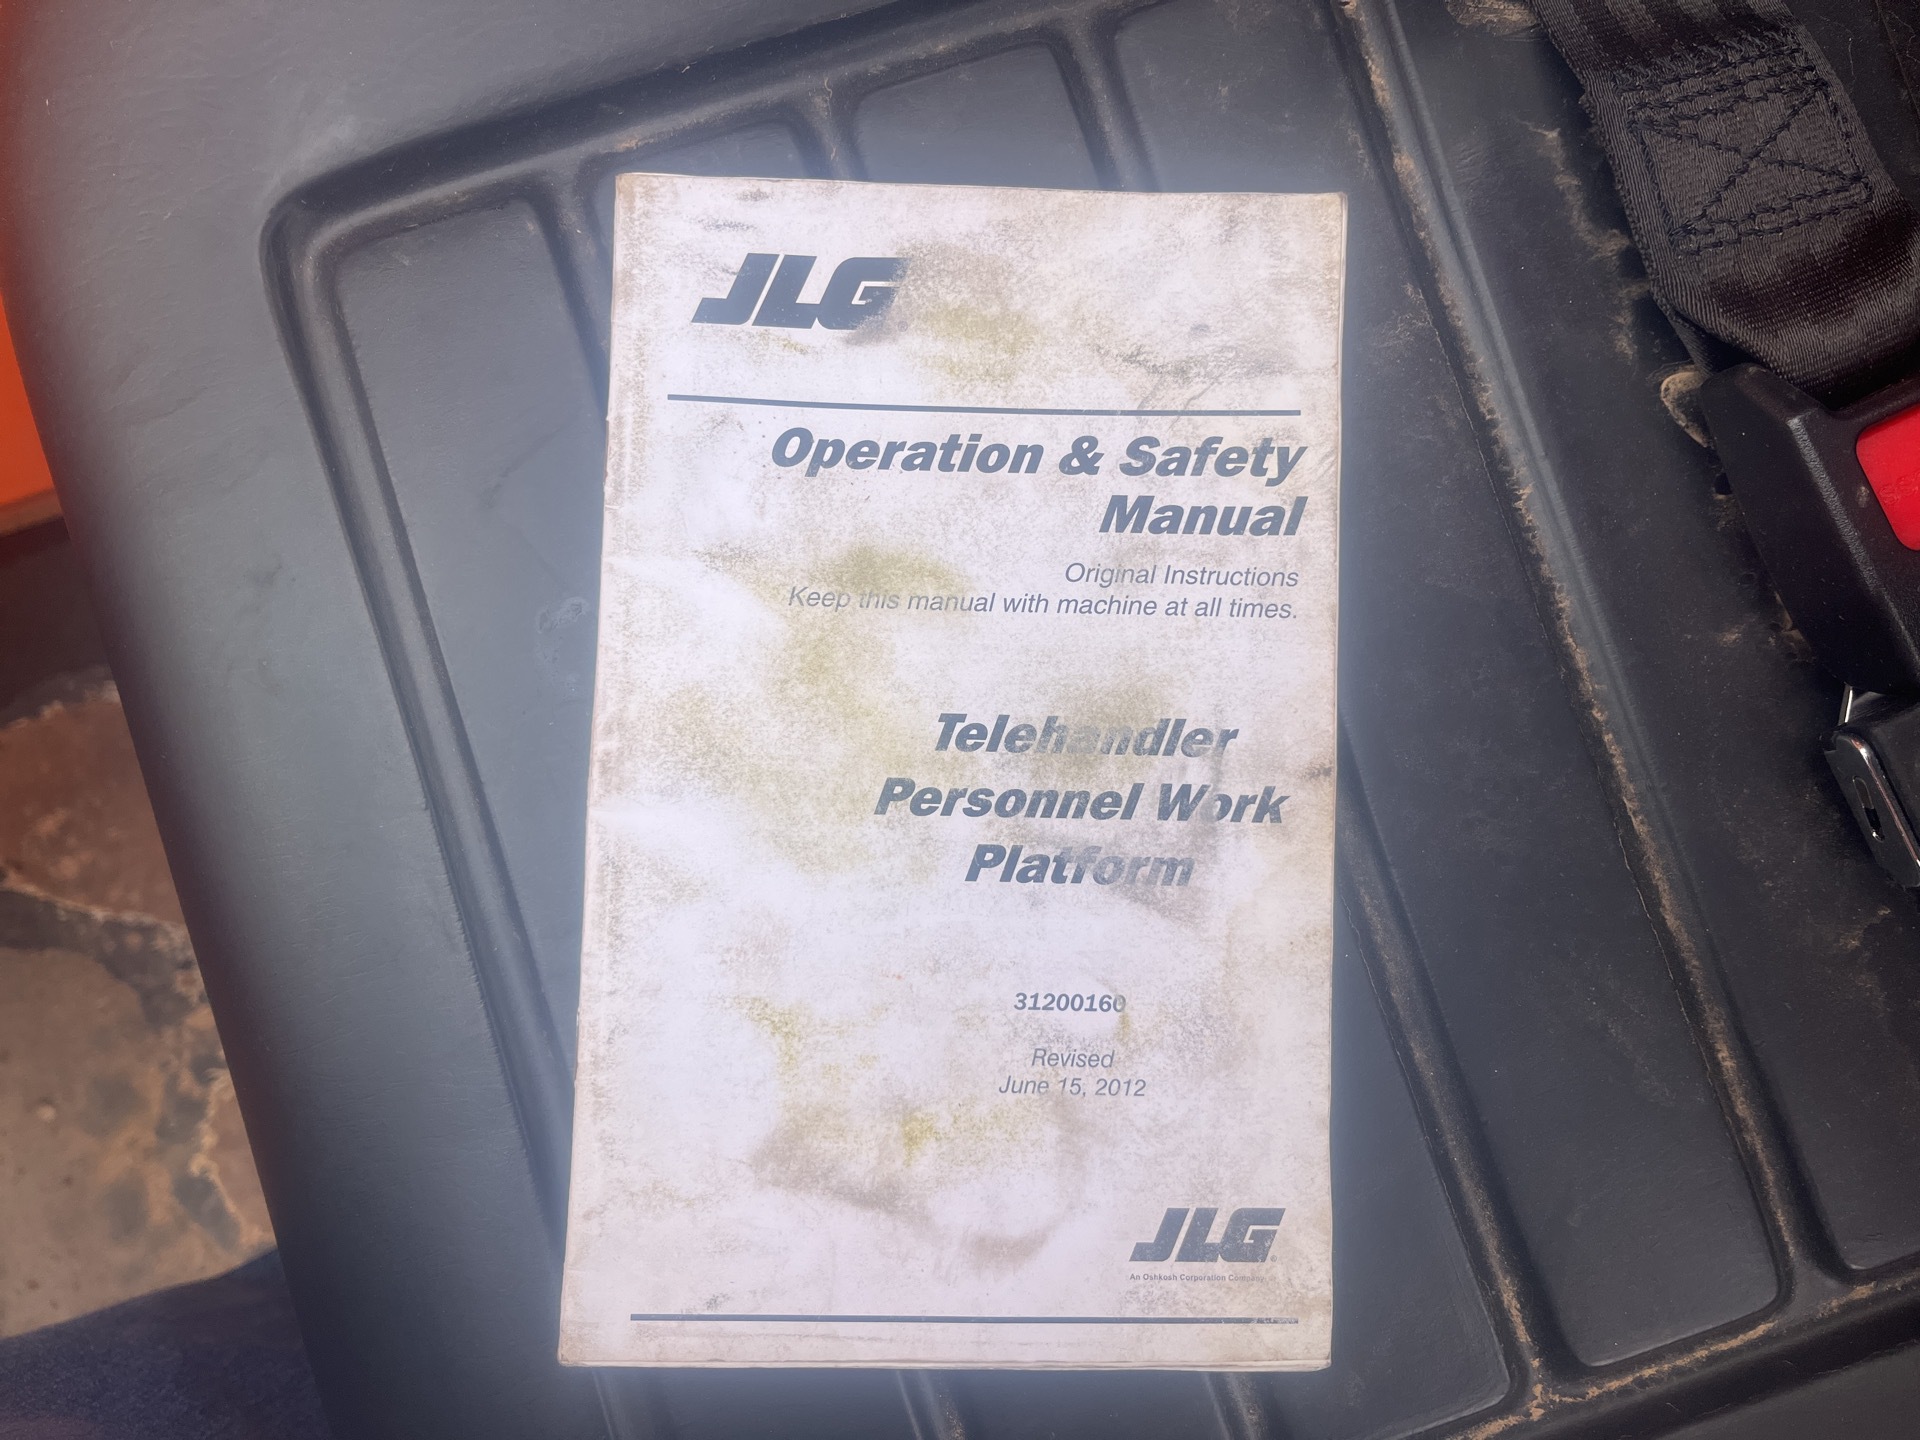 JLG
Operation & Safety
Manual
Original Instructions
Keep this manual with machine at all times.
Telehandler
Personnel Work
Platform
31200160
Revised
June 15, 2012
JLG
An Oshkosh Corporation Company